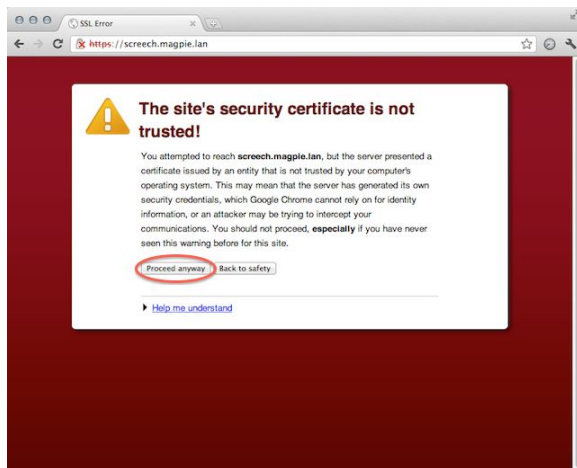 SSL Error
https://screech.magpie.lan
The site's security certificate is not
trusted!
You attempted to reach screech.magpie.lan, but the server presented a
certificate issued by an entity that is not trusted by your computer's
operating system. This may mean that the server has generated its own
security credentials, which Google Chrome cannot rely on for identity
information, or an attacker may be trying to intercept your
communications. You should not proceed, especially if you have never
seen this warning before for this site.
Proceed anyway Back to safety
Help me understand